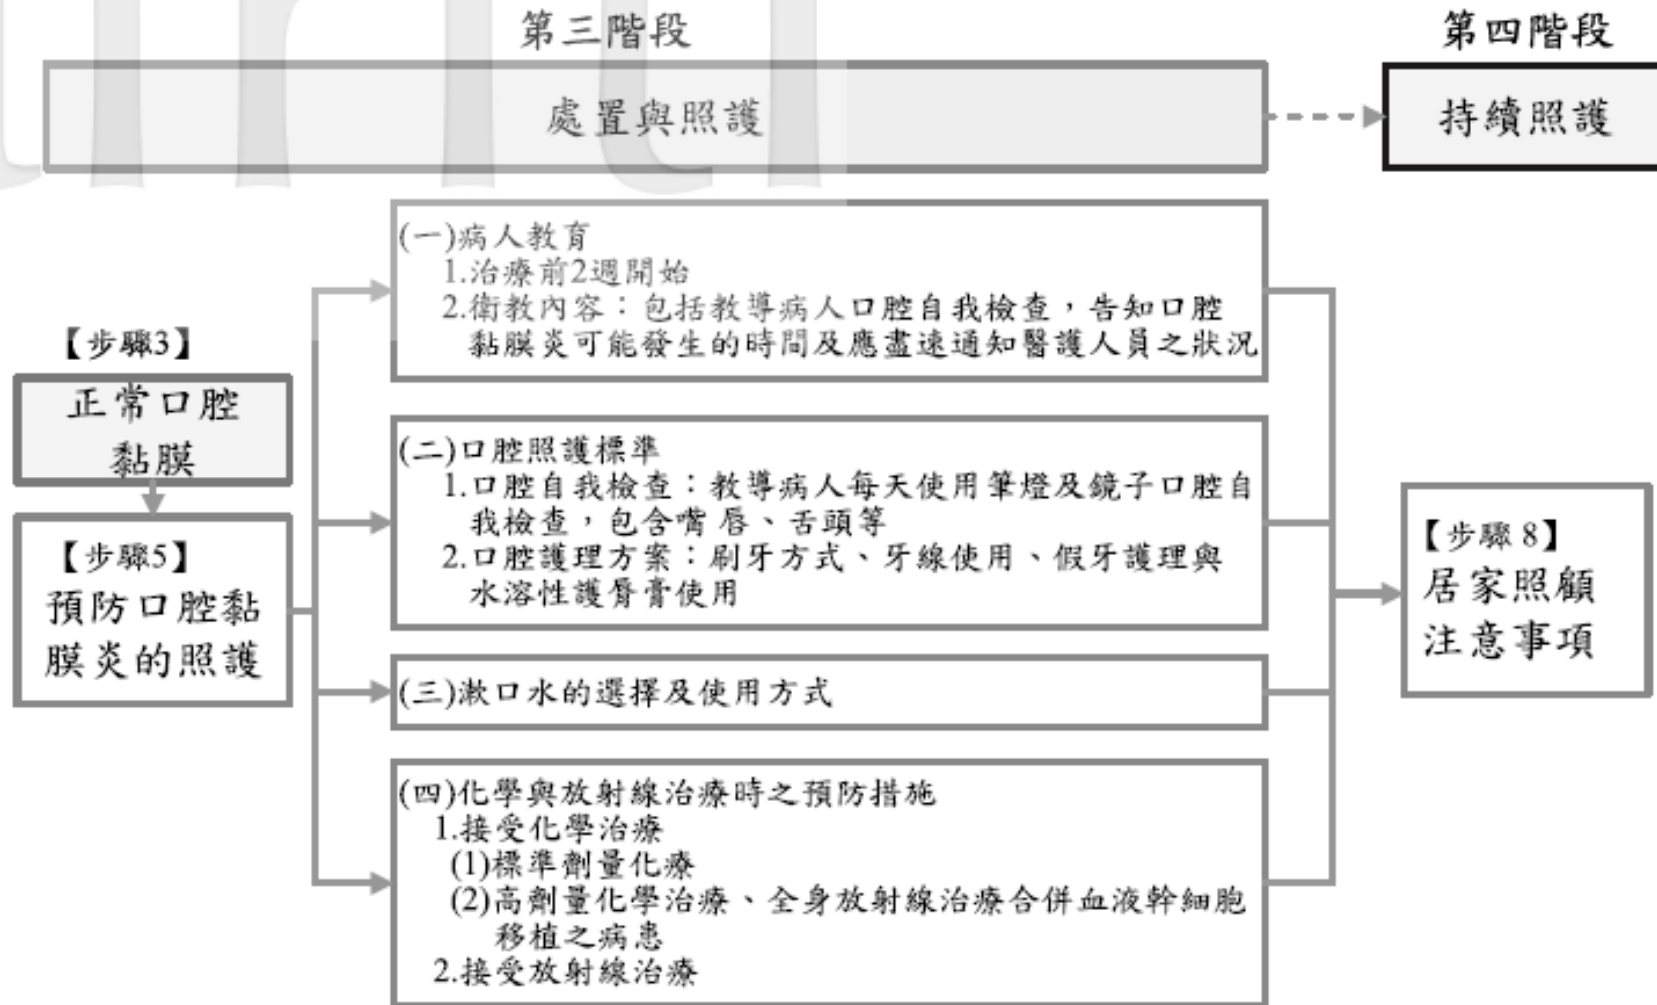 第三階段
第四階段
處置與照護
持續照護
(一)病人教育
1.治療前2週開始
2.衛教內容：包括教導病人口腔自我檢查，告知口腔
黏膜炎可能發生的時間及應盡速通知醫護人員之狀況
【步驟3】
正常口腔
黏膜
【步驟5】
預防口腔黏
膜炎的照護
(二)口腔照護標準
1.口腔自我檢查：教導病人每天使用筆燈及鏡子口腔自
我檢查，包含嘴 唇、舌頭等
2.口腔護理方案：刷牙方式、牙線使用、假牙護理與
水溶性護脣膏使用
(三)漱口水的選擇及使用方式
(四)化學與放射線治療時之預防措施
1.接受化學治療
(1)標準劑量化療
(2)高劑量化學治療、全身放射線治療合併血液幹細胞
移植之病患
2.接受放射線治療
【步驟 8】
居家照顧
注意事項